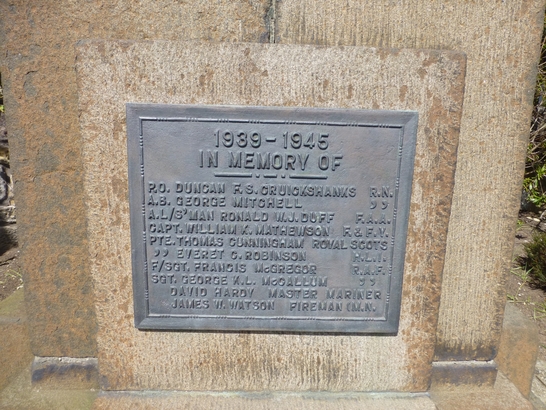 1939-1945
IN MEMORY OF
P.O. DUNCAN F.S. CRUICKSHANKS R.N.
A.B. GEORGE MITCHELL ,,
A.L/S'MAN RONALD W.J. DUFF F.A.A.
CAPT. WILLIAM K. MATHEWSON F.& F.Y.
PTE. THOMAS CUNNINGHAM ROYAL SCOTS
,, EVERET C. ROBINSON H.L.I.
F/SGT. FRANCIS McGREGOR R.A.F.
SGT. GEORGE K.L. McCALLUM ,,
DAVID HARDY MASTER MARINER
JAMES W. WATSON FIREMAN (M.N.